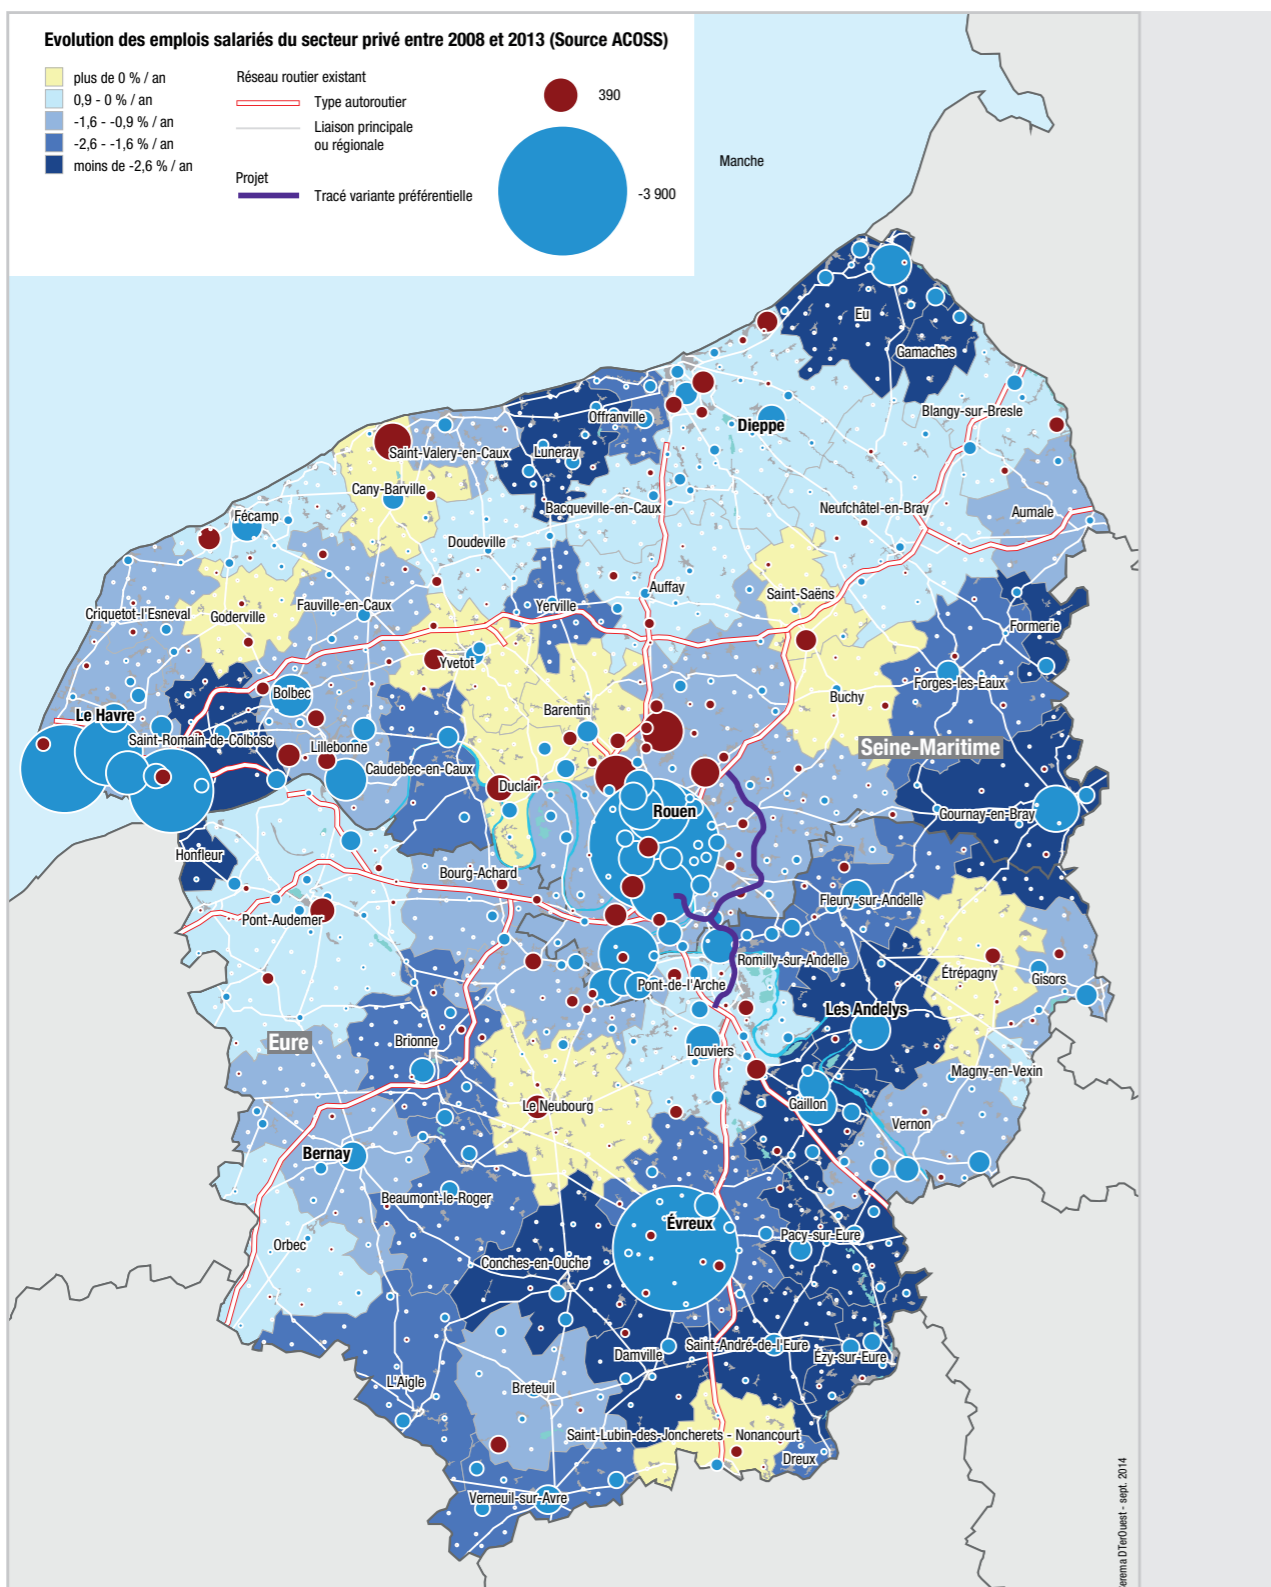 Evolution des emplois salariés du secteur privé entre 2008 et 2013 (Source ACOSS)
plus de 0 % / an
0,9 - 0 % / an
-1,6 - -0,9 % / an
-2,6 - -1,6 % / an
moins de -2,6 % / an
Réseau routier existant
Type autoroutier
Liaison principale
ou régionale
Projet
Tracé variante préférentielle
390
-3 900
Manche
Eu
Gamaches
Blangy-sur-Bresle
Offranville
Dieppe
Saint-Valery-en-Caux
Luneray
Cany-Barville
Bacqueville-en-Caux
Neufchâtel-en-Bray
Aumale
Fécamp
Doudeville
Auffay
Saint-Saëns
Criquetot-l'Esneval
Goderville
Fauville-en-Caux
Yerville
Formerie
Yvetot
Forges-les-Eaux
Bolbec
Buchy
Barentin
Le Havre
Saint-Romain-de-Colbosc
Lillebonne
Seine-Maritime
Caudebec-en-Caux
Duclair
Rouen
Gournay-en-Bray
Honfleur
Bourg-Achard
Fleury-sur-Andelle
Pont-Audemer
Romilly-sur-Andelle
Étrépagny
Gisors
Pont-de-l'Arche
Les Andelys
Eure
Brionne
Louviers
Magny-en-Vexin
Le Neubourg
Gaillon
Vernon
Bernay
Beaumont-le-Roger
Évreux
Pacy-sur-Eure
Orbec
Conches-en-Ouche
Saint-André-de-l'Eure
Damville
Ézy-sur-Eure
L'Aigle
Breteuil
Saint-Lubin-des-Joncherets - Nonancourt
Dreux
Verneuil-sur-Avre
erema DTerOuest - sept. 2014